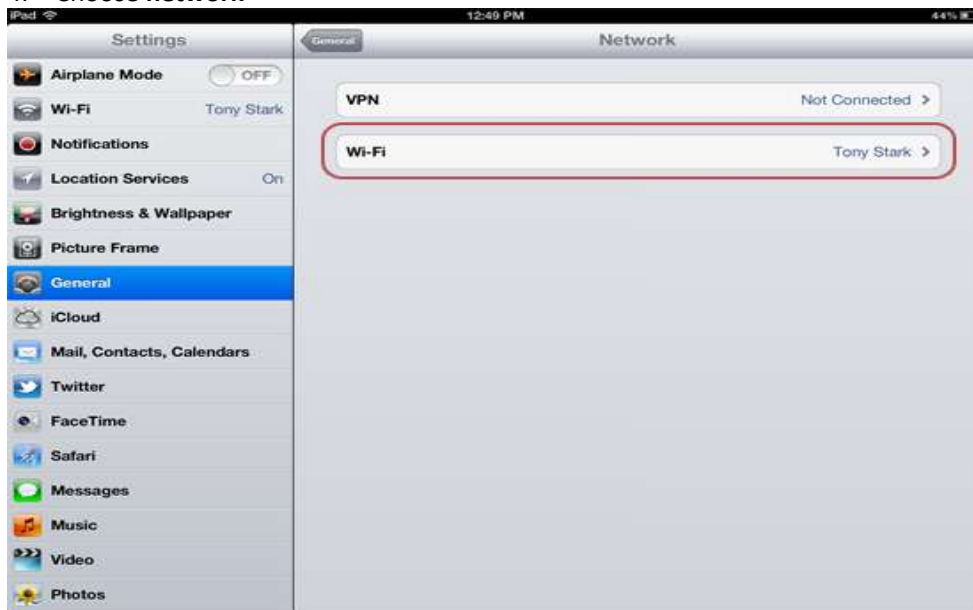 Choose network
iPad 12:49 PM 44%
Settings General Network
Airplane Mode OFF
VPN Not Connected
Wi-Fi Tony Stark
Notifications
Wi-Fi Tony Stark
Location Services On
Brightness & Wallpaper
Picture Frame
General
iCloud
Mail, Contacts, Calendars
Twitter
FaceTime
Safari
Messages
Music
Video
Photos